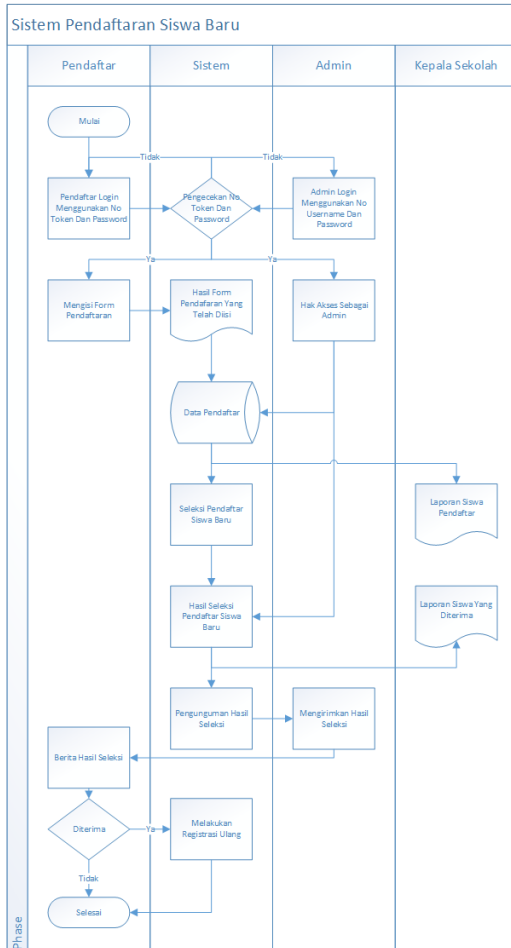 Sistem Pendaftaran Siswa Baru
Pendaftar
Sistem
Admin
Kepala Sekolah
Mulai
Tidak
Tidak
Pendaftar Login
Menggunakan No
Token Dan Password
Pengecekan No
Token Dan
Password
Admin Login
Menggunakan No
Username Dan
Password
Ya
Ya
Mengisi Form
Pendaftaran
Hasil Form
Pendafaran Yang
Telah Diisi
Hak Akses Sebagai
Admin
Data Pendaftar
Seleksi Pendaftar
Siswa Baru
Laporan Siswa
Pendaftar
Hasil Seleksi
Pendaftar Siswa
Baru
Laporan Siswa Yang
Diterima
Pengunguman Hasil
Seleksi
Mengirimkan Hasil
Seleksi
Berita Hasil Seleksi
Diterima
Ya
Melakukan
Registrasi Ulang
Tidak
Selesai
Phase